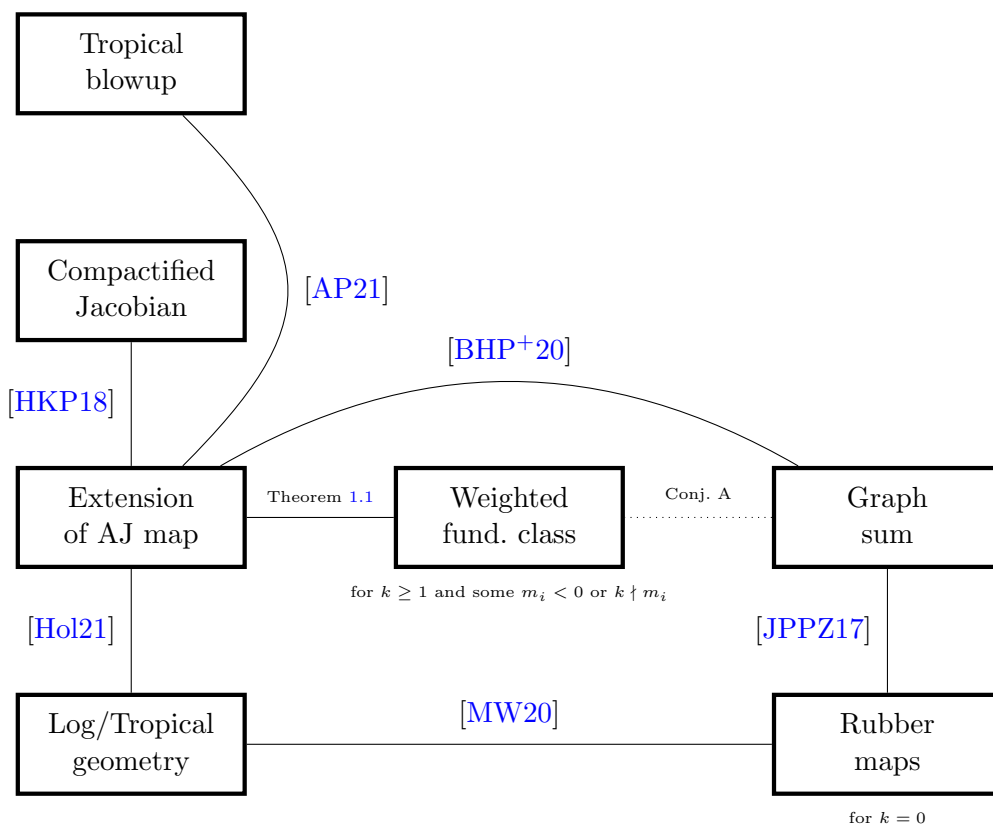 Tropical
blowup
Compactified
Jacobian
[AP21]
[BHP+20]
[HKP18]
Extension
of AJ map
Theorem 1.1
Weighted
fund. class
Conj. A
Graph
sum
for k ≥ 1 and some m_i < 0 or k ∤ m_i
[Hol21]
[JPPZ17]
Log/Tropical
geometry
[MW20]
Rubber
maps
for k = 0